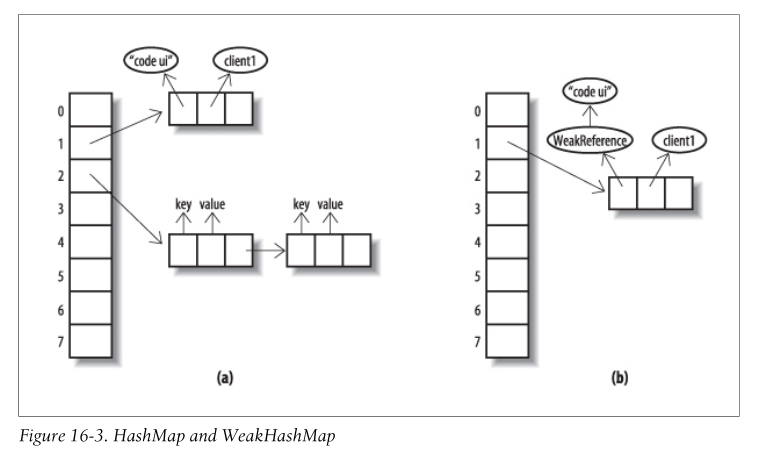 "code ui" client1
0
1
2
3
4
5
6
7
key value key value
(a)
"code ui"
WeakReference client1
0
1
2
3
4
5
6
7
(b)
Figure 16-3. HashMap and WeakHashMap